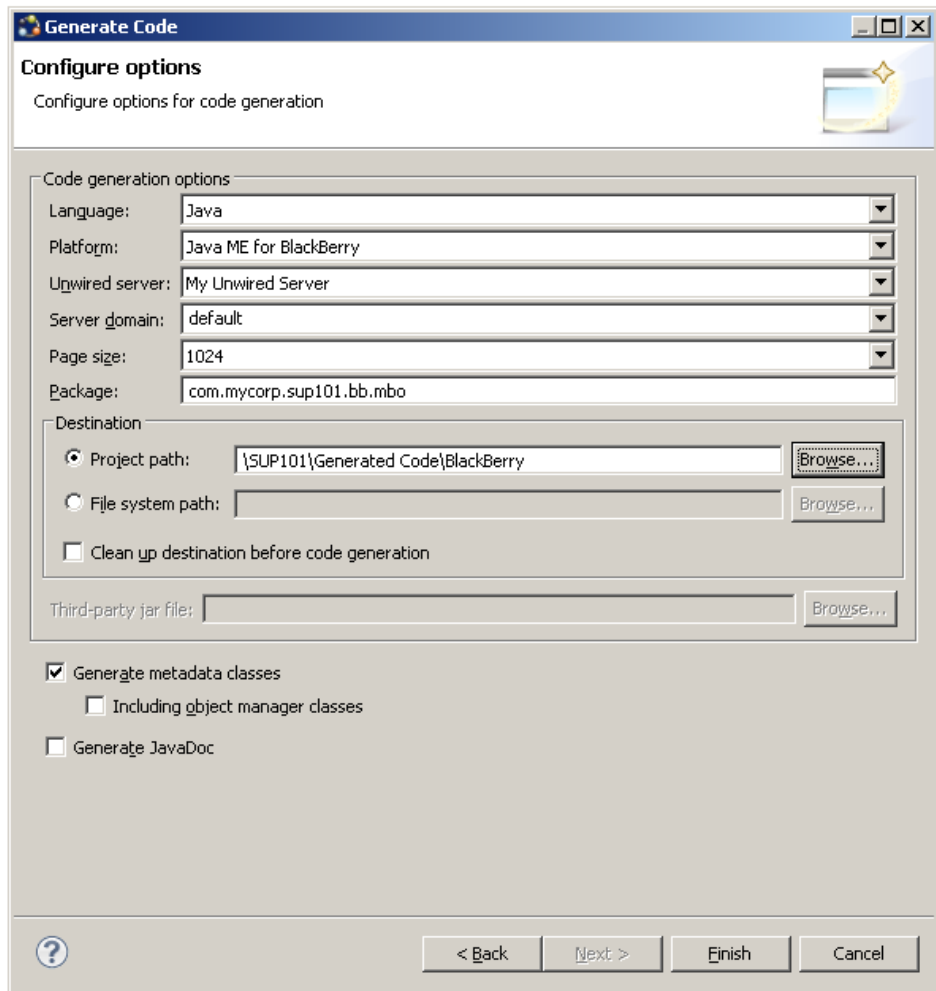 Generate Code
Configure options
Configure options for code generation
Code generation options
Language: Java
Platform: Java ME for BlackBerry
Unwired server: My Unwired Server
Server domain: default
Page size: 1024
Package: com.mycorp.sup101.bb.mbo
Destination
Project path: \SUP101\Generated Code\BlackBerry Browse...
File system path: Browse...
Clean up destination before code generation
Third-party jar file: Browse...
Generate metadata classes
Including object manager classes
Generate JavaDoc
? < Back Next > Finish Cancel